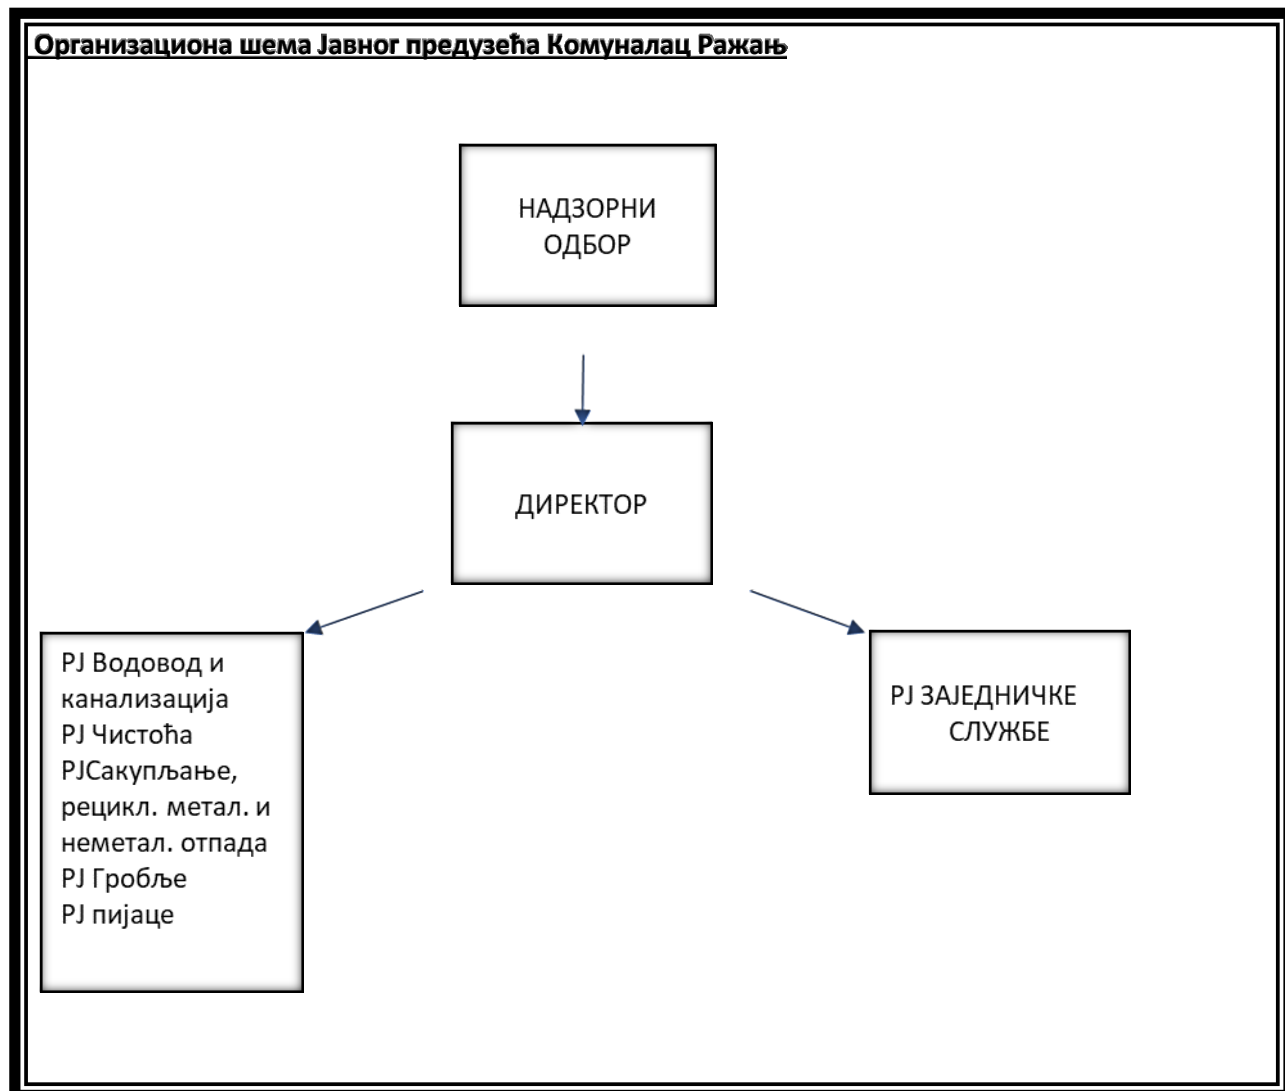 Организациона шема Јавног предузећа Комуналац Ражањ
НАДЗОРНИ
ОДБОР
ДИРЕКТОР
РЈ Водовод и
канализација
РЈ Чистоћа
РЈСакупљање,
рецикл. метал. и
неметал. отпада
РЈ Гробље
РЈ пијаце
РЈ ЗАЈЕДНИЧКЕ
СЛУЖБЕ